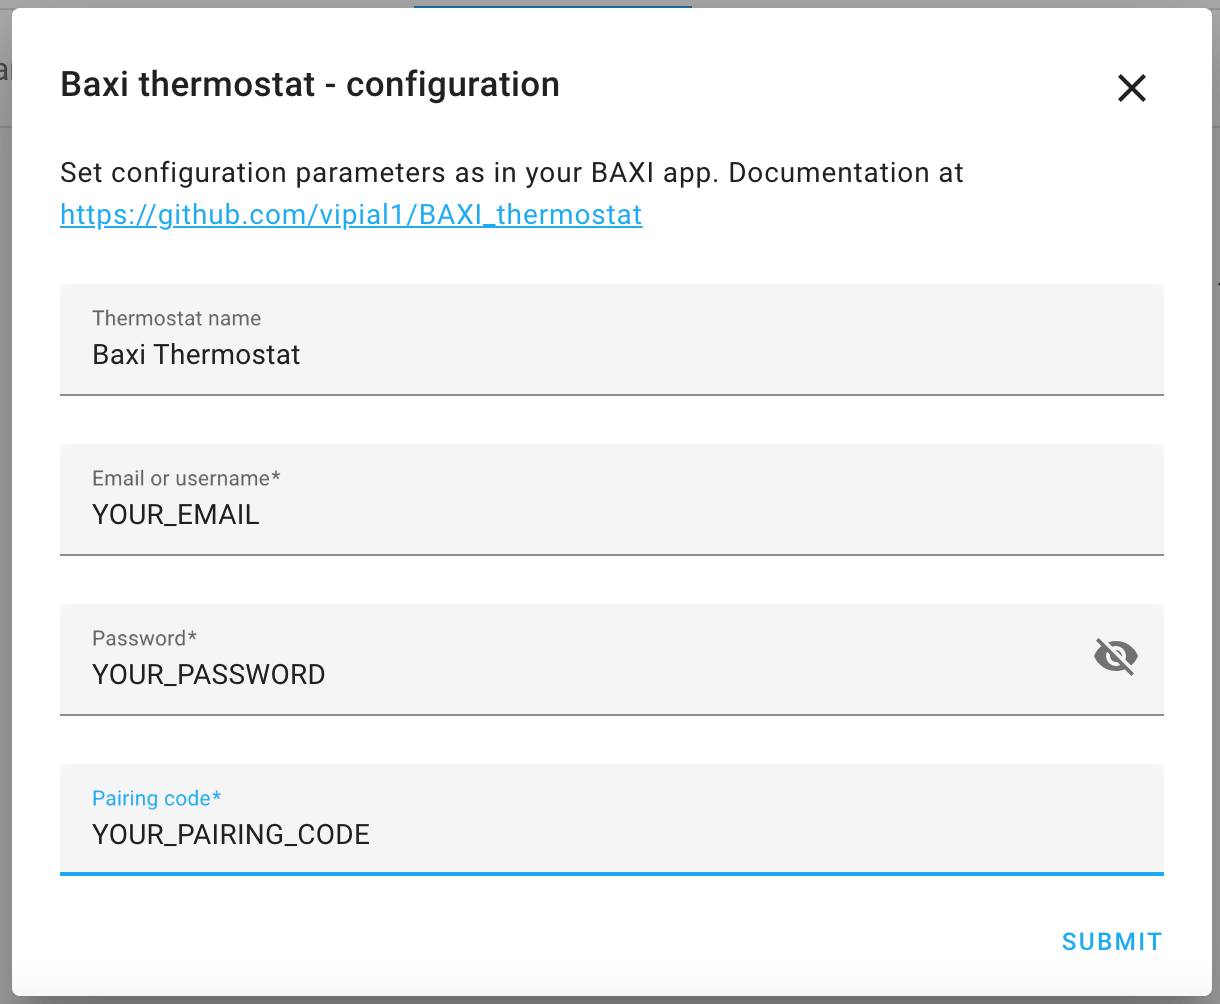 Baxi thermostat - configuration
Set configuration parameters as in your BAXI app. Documentation at
https://github.com/vipial1/BAXI_thermostat
Thermostat name
Baxi Thermostat
Email or username*
YOUR_EMAIL
Password*
YOUR_PASSWORD
Pairing code*
YOUR_PAIRING_CODE
SUBMIT